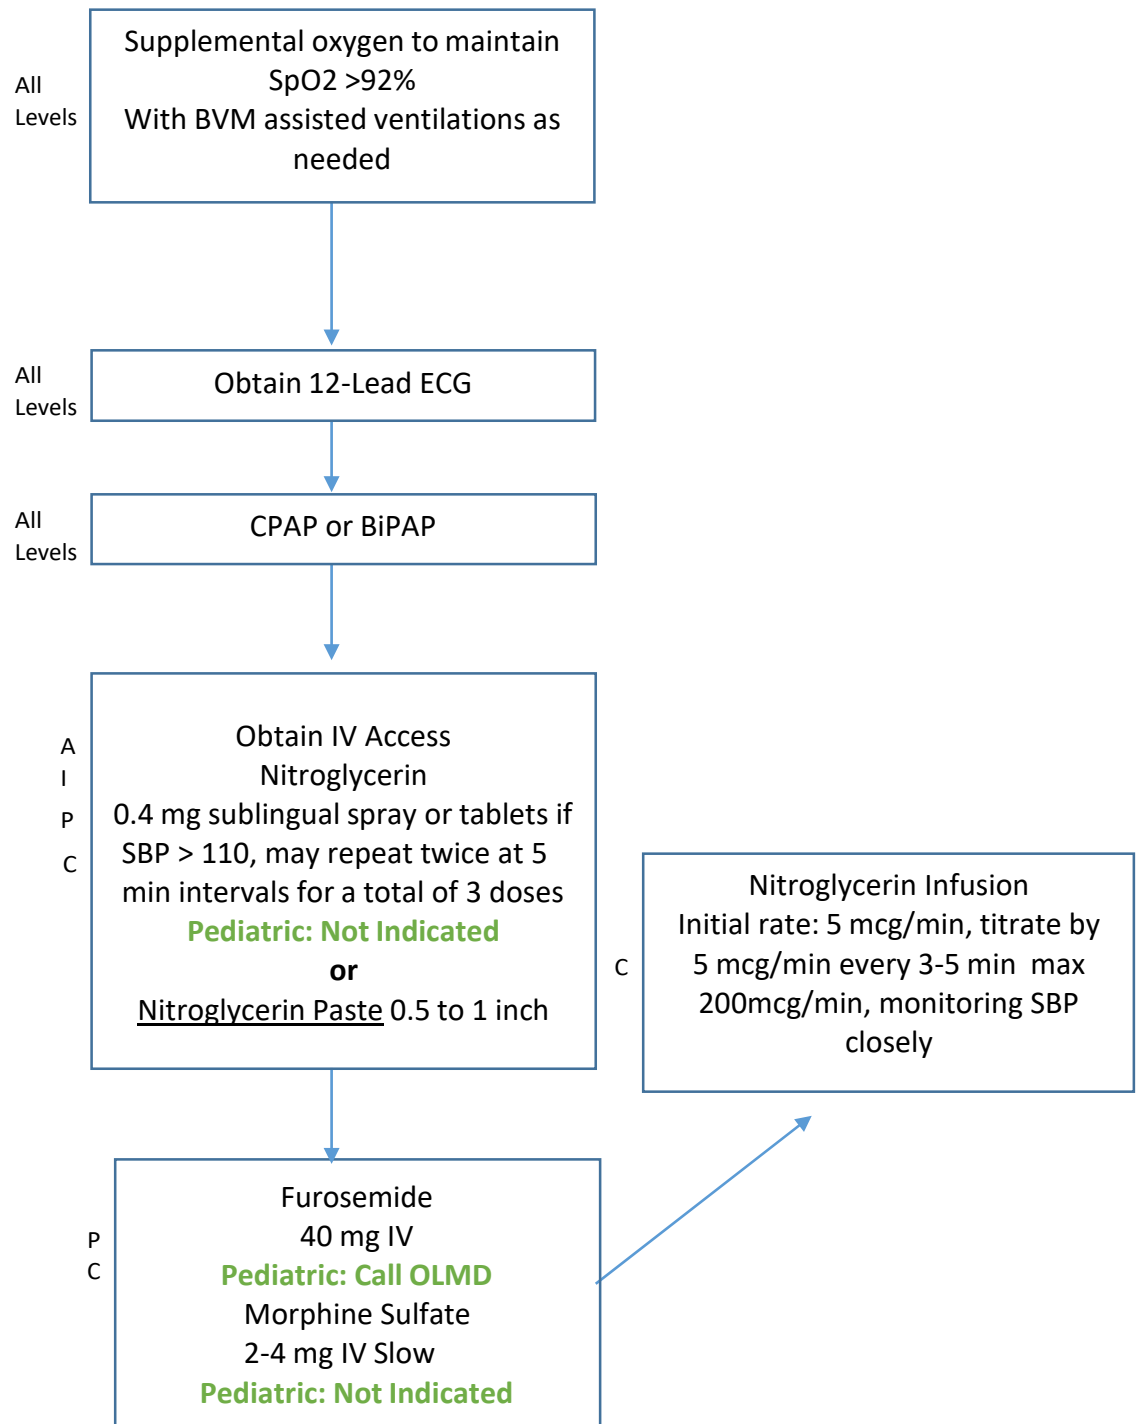 All
Levels
Supplemental oxygen to maintain
SpO2 >92%
With BVM assisted ventilations as
needed
All
Levels
Obtain 12-Lead ECG
All
Levels
CPAP or BiPAP
A
I
P
C
Obtain IV Access
Nitroglycerin
0.4 mg sublingual spray or tablets if
SBP > 110, may repeat twice at 5
min intervals for a total of 3 doses
Pediatric: Not Indicated
or
Nitroglycerin Paste 0.5 to 1 inch
C
Nitroglycerin Infusion
Initial rate: 5 mcg/min, titrate by
5 mcg/min every 3-5 min  max
200mcg/min, monitoring SBP
closely
P
C
Furosemide
40 mg IV
Pediatric: Call OLMD
Morphine Sulfate
2-4 mg IV Slow
Pediatric: Not Indicated